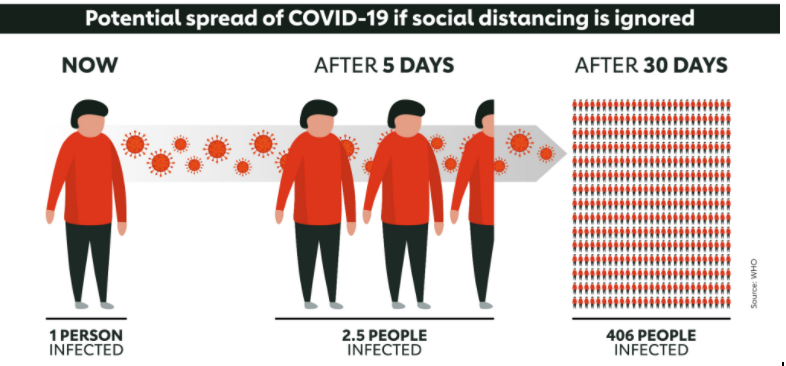 Potential spread of COVID-19 if social distancing is ignored
NOW
AFTER 5 DAYS
AFTER 30 DAYS
1 PERSON
INFECTED
2.5 PEOPLE
INFECTED
406 PEOPLE
INFECTED
Source: WHO